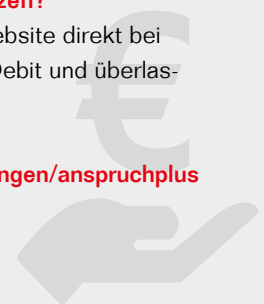 zen?
ebsite direkt bei
Debit und überlas-
ngen/anspruchplus